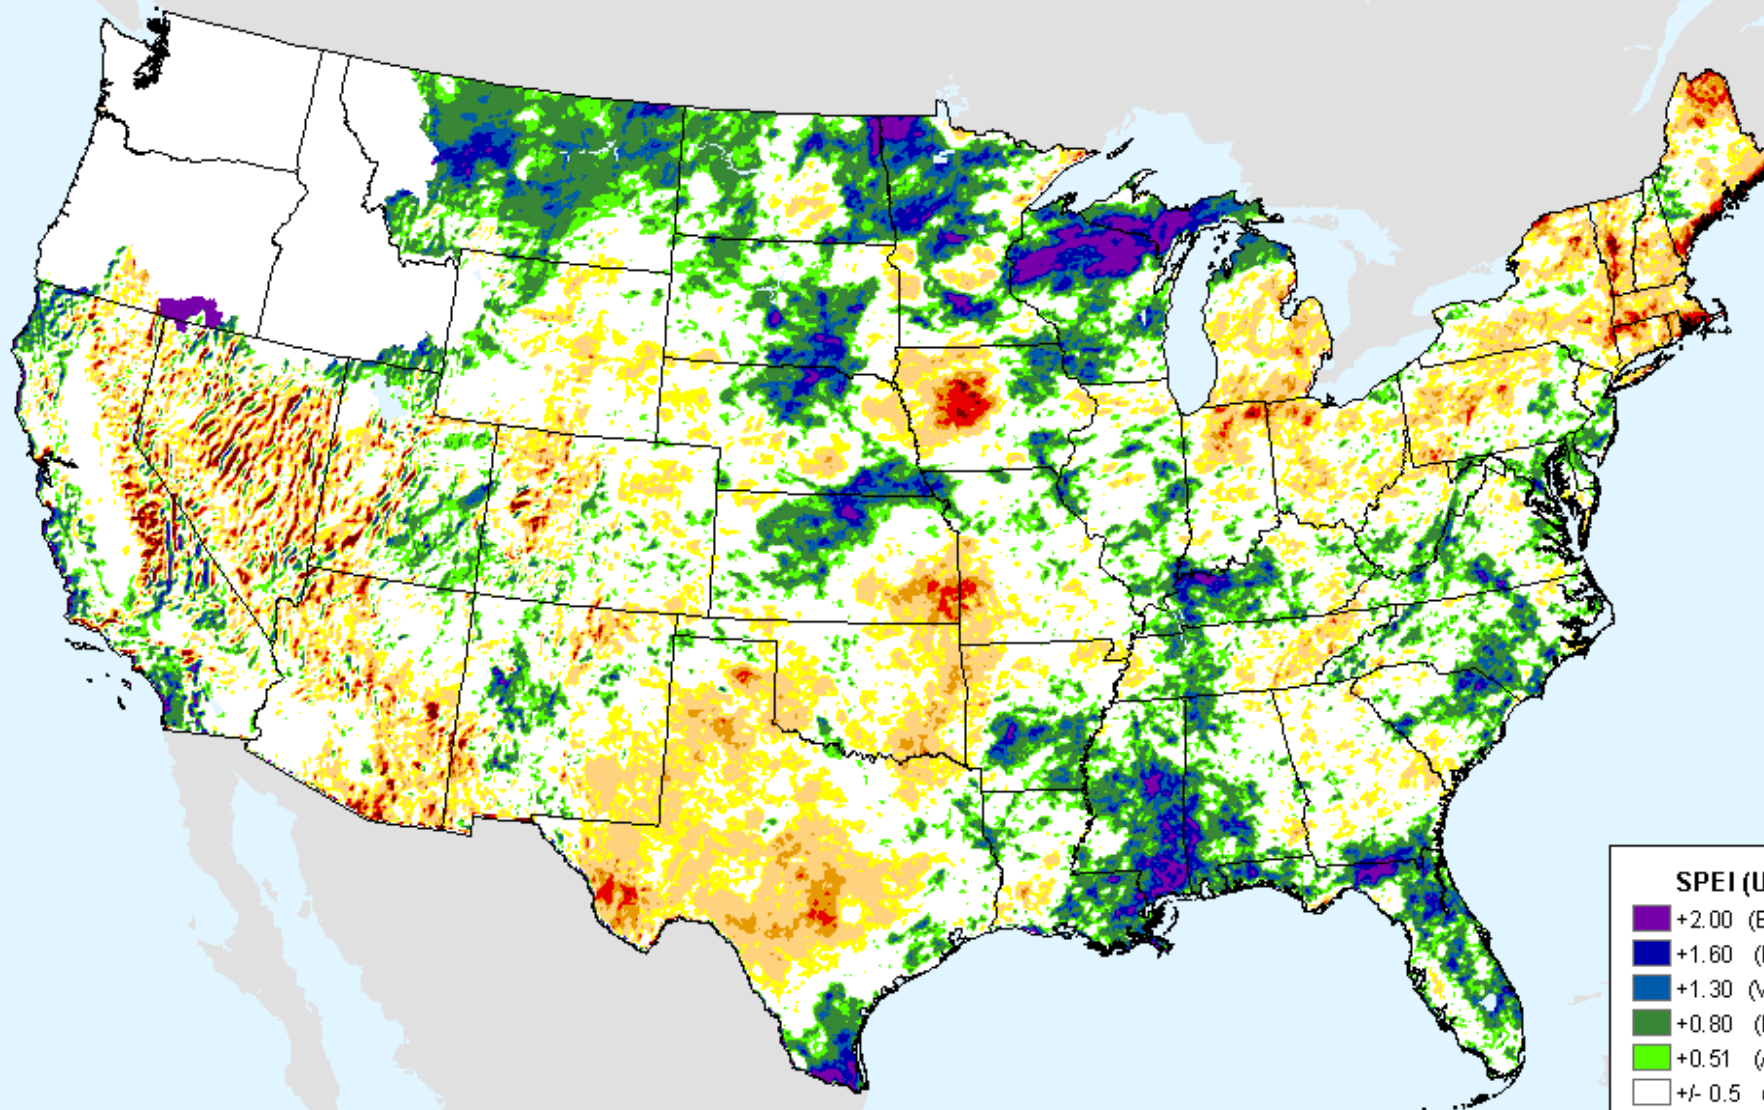 SPEI (U
+2.00 (E
+1.60 (
+1.30 (V
+0.80 (
+0.51 (
+/- 0.5